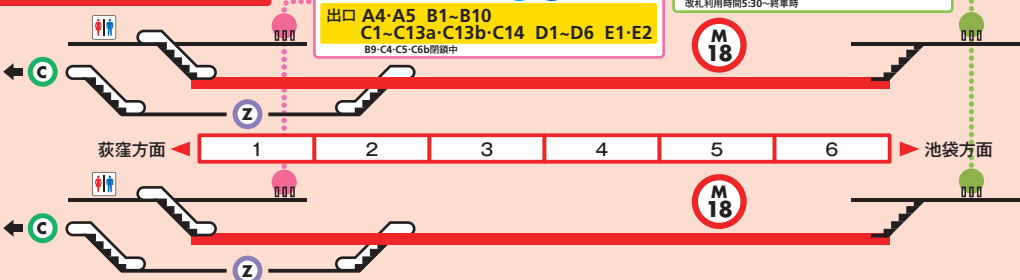 改札利用時間5:30〜終車時
出口 A4·A5 B1~B10
C1~C13a·C13b·C14 D1~D6 E1·E2
B9·C4·C5·C6b閉鎖中
M
18
C
Z
荻窪方面 1 2 3 4 5 6 池袋方面
M
18
C
Z